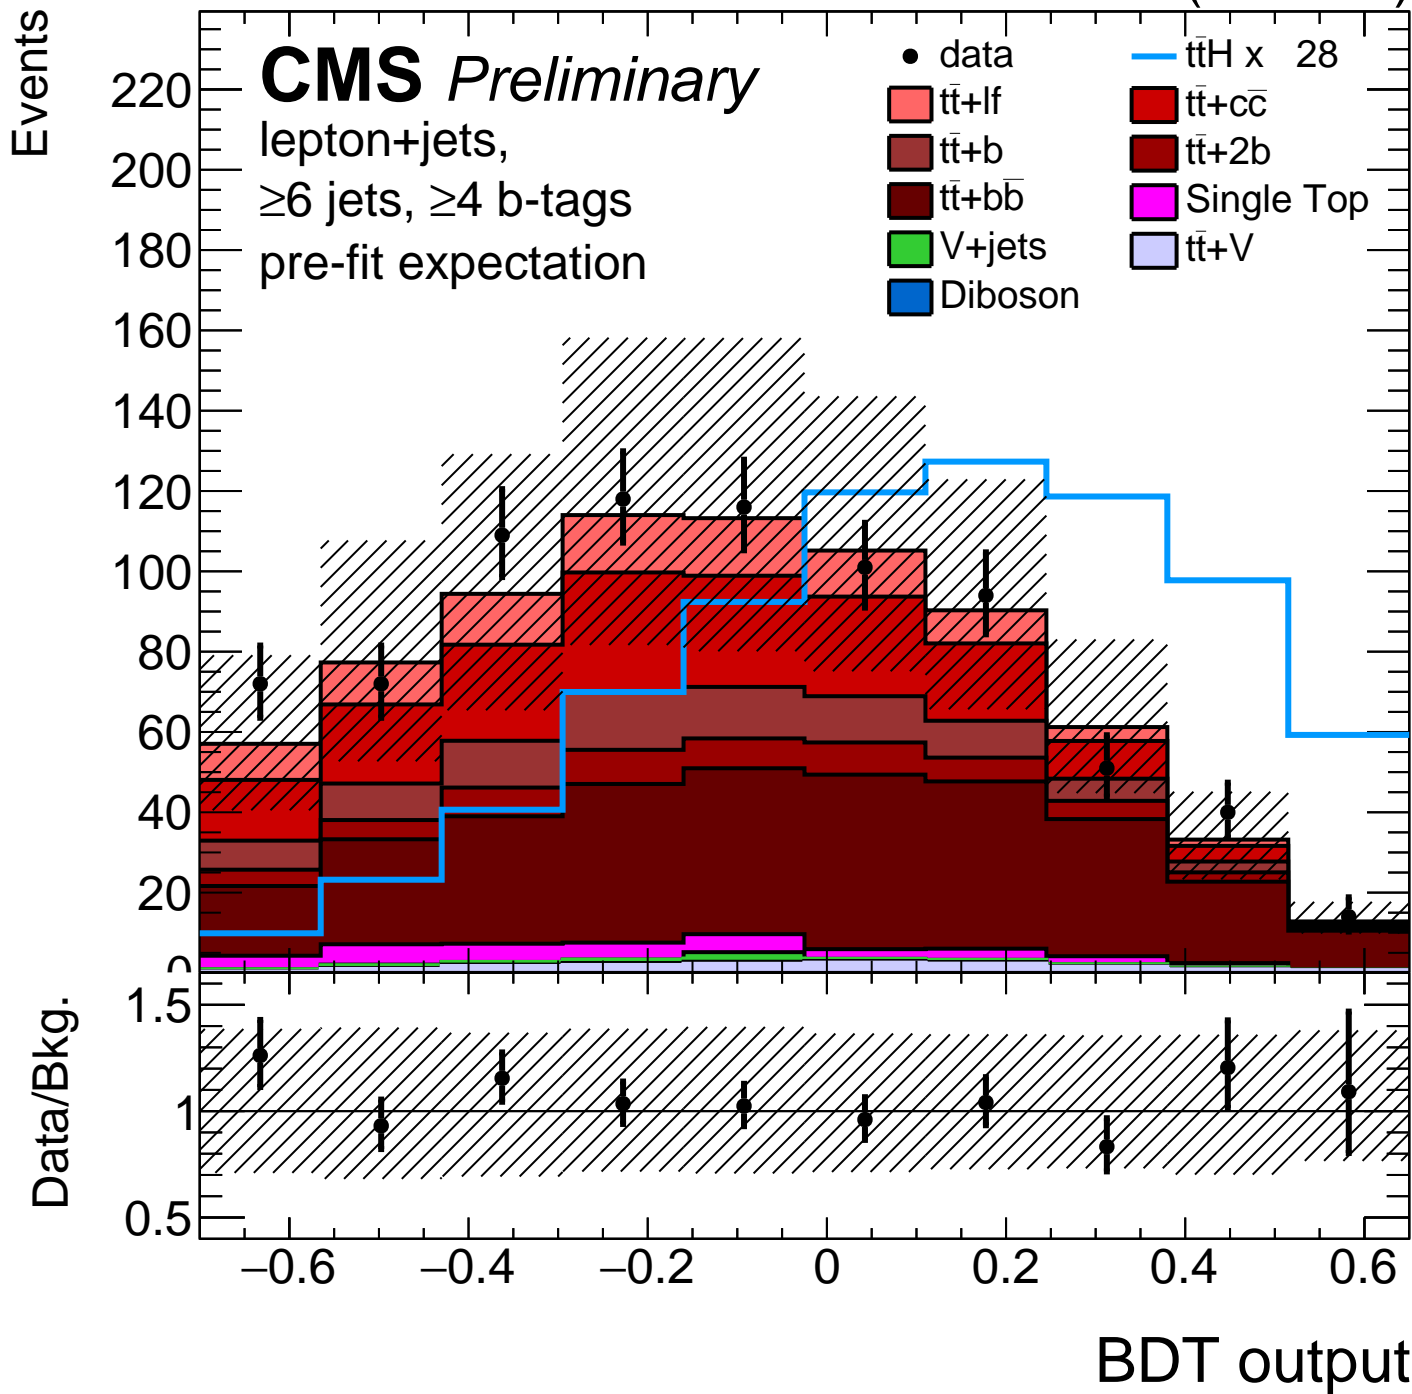 Events
CMS Preliminary
lepton+jets,
≥6 jets, ≥4 b-tags
pre-fit expectation
data
tt̄H x 28
tt̄+lf
tt̄+cc̄
tt̄+b
tt̄+2b
tt̄+bb̄
Single Top
V+jets
tt̄+V
Diboson
220
200
180
160
140
120
100
80
60
40
20
0
Data/Bkg.
1.5
1
0.5
−0.6 −0.4 −0.2 0 0.2 0.4 0.6
BDT output